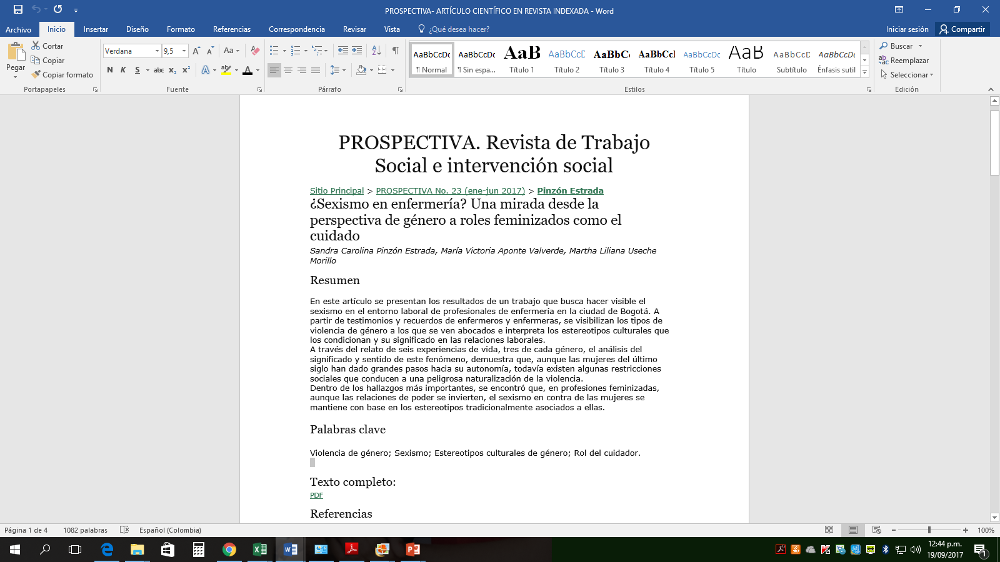 PROSPECTIVA- ARTÍCULO CIENTÍFICO EN REVISTA INDEXADA - Word
Archivo Inicio Insertar Diseño Formato Referencias Correspondencia Revisar Vista ¿Qué desea hacer? Iniciar sesión Compartir
Pegar
Cortar
Copiar
Copiar formato
Portapapeles
Verdana 9,5
Aa
N K S abc x₂ x²
Fuente
Párrafo
AaBbCcDc AaBbCcDc AaB AaBbCcD AaBbC AaBbCcI AaBbCcDc AaB AaBbCcD AaBbCcDc
¶ Normal ¶ Sin espa... Título 1 Título 2 Título 3 Título 4 Título 5 Título Subtítulo Énfasis sutil
Estilos
Buscar
Reemplazar
Seleccionar
Edición
PROSPECTIVA. Revista de Trabajo
Social e intervención social
Sitio Principal > PROSPECTIVA No. 23 (ene-jun 2017) > Pinzón Estrada
¿Sexismo en enfermería? Una mirada desde la
perspectiva de género a roles feminizados como el
cuidado
Sandra Carolina Pinzón Estrada, María Victoria Aponte Valverde, Martha Liliana Useche
Morillo
Resumen
En este artículo se presentan los resultados de un trabajo que busca hacer visible el
sexismo en el entorno laboral de profesionales de enfermería en la ciudad de Bogotá. A
partir de testimonios y recuerdos de enfermeros y enfermeras, se visibilizan los tipos de
violencia de género a los que se ven abocados e interpreta los estereotipos culturales que
los condicionan y su significado en las relaciones laborales.
A través del relato de seis experiencias de vida, tres de cada género, el análisis del
significado y sentido de este fenómeno, demuestra que, aunque las mujeres del último
siglo han dado grandes pasos hacia su autonomía, todavía existen algunas restricciones
sociales que conducen a una peligrosa naturalización de la violencia.
Dentro de los hallazgos más importantes, se encontró que, en profesiones feminizadas,
aunque las relaciones de poder se invierten, el sexismo en contra de las mujeres se
mantiene con base en los estereotipos tradicionalmente asociados a ellas.
Palabras clave
Violencia de género; Sexismo; Estereotipos culturales de género; Rol del cuidador.
Texto completo:
PDF
Referencias
Página 1 de 4 1082 palabras Español (Colombia) 100%
12:44 p.m.
19/09/2017
1